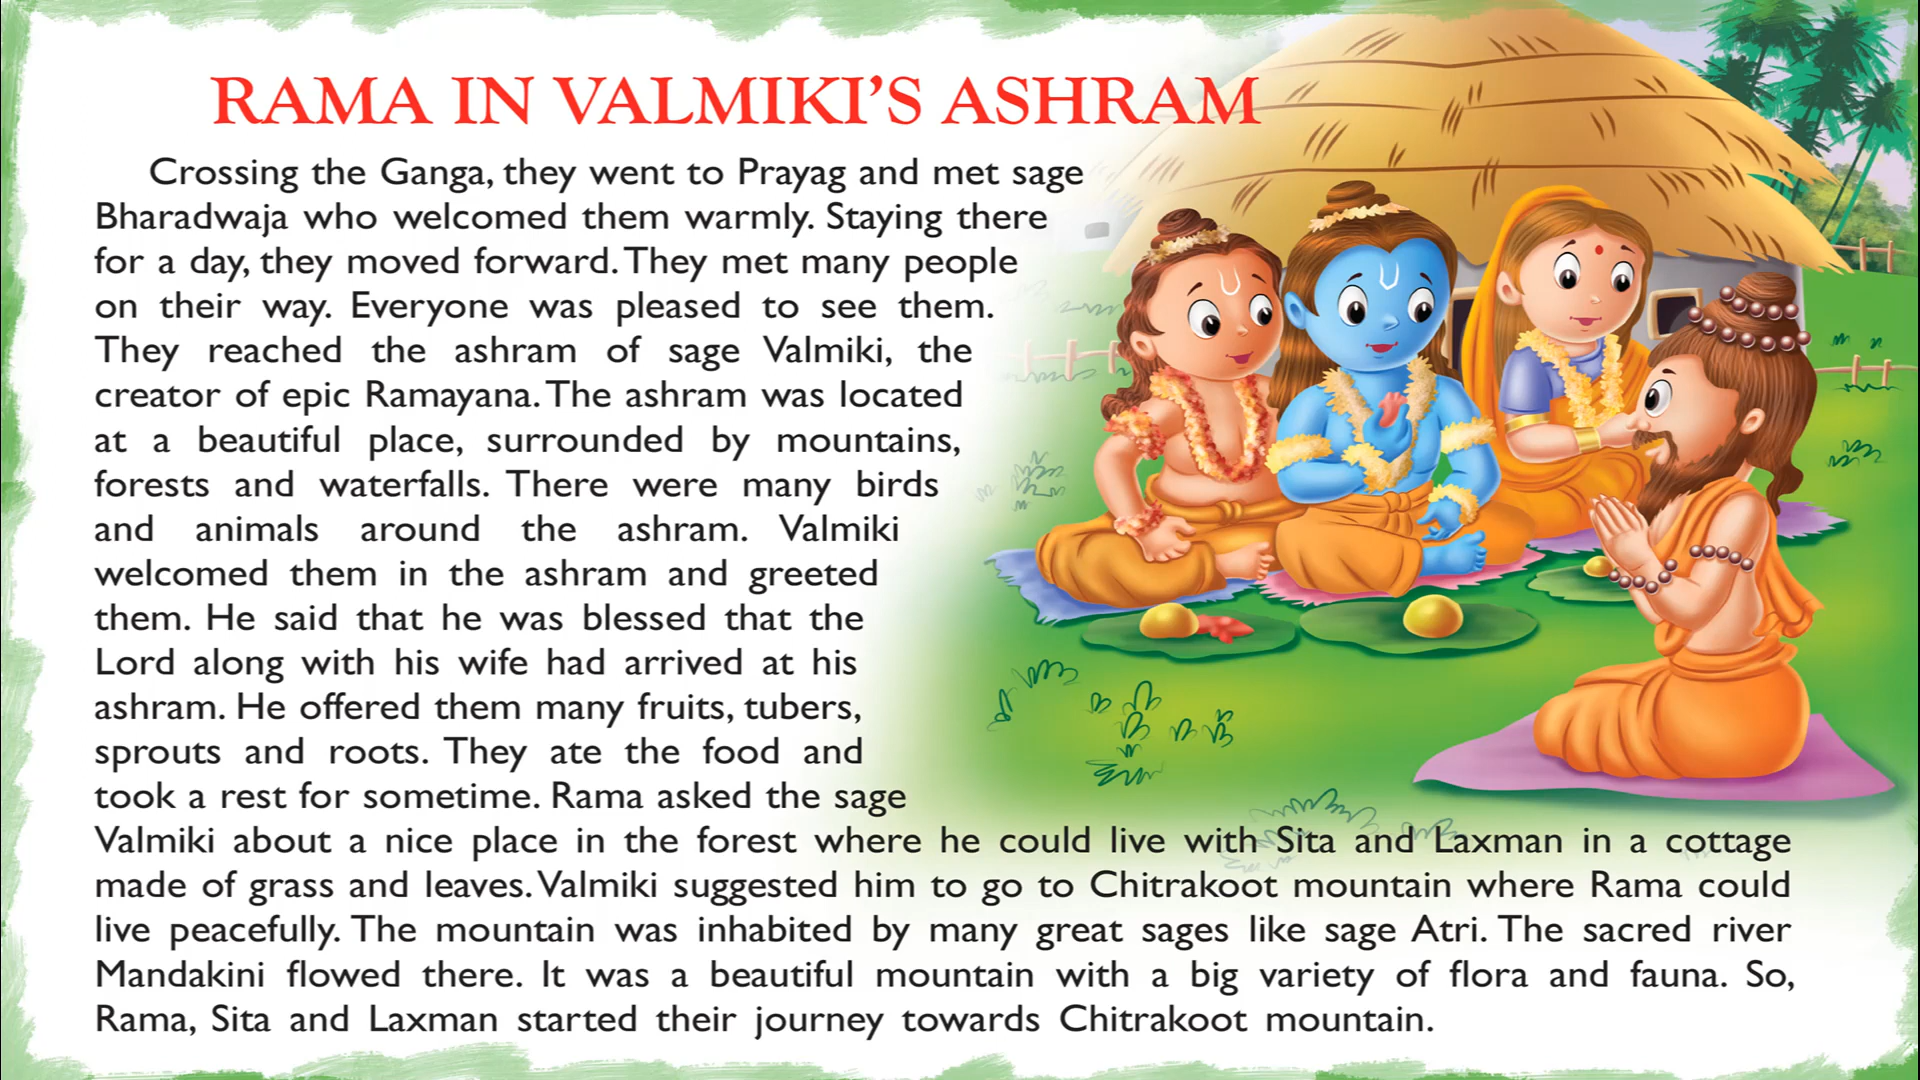 RAMA IN VALMIKI’S ASHRAM
Crossing the Ganga, they went to Prayag and met sage
Bharadwaja who welcomed them warmly. Staying there
for a day, they moved forward. They met many people
on their way. Everyone was pleased to see them.
They reached the ashram of sage Valmiki, the
creator of epic Ramayana. The ashram was located
at a beautiful place, surrounded by mountains,
forests and waterfalls. There were many birds
and animals around the ashram. Valmiki
welcomed them in the ashram and greeted
them. He said that he was blessed that the
Lord along with his wife had arrived at his
ashram. He offered them many fruits, tubers,
sprouts and roots. They ate the food and
took a rest for sometime. Rama asked the sage
Valmiki about a nice place in the forest where he could live with Sita and Laxman in a cottage
made of grass and leaves. Valmiki suggested him to go to Chitrakoot mountain where Rama could
live peacefully. The mountain was inhabited by many great sages like sage Atri. The sacred river
Mandakini flowed there. It was a beautiful mountain with a big variety of flora and fauna. So,
Rama, Sita and Laxman started their journey towards Chitrakoot mountain.